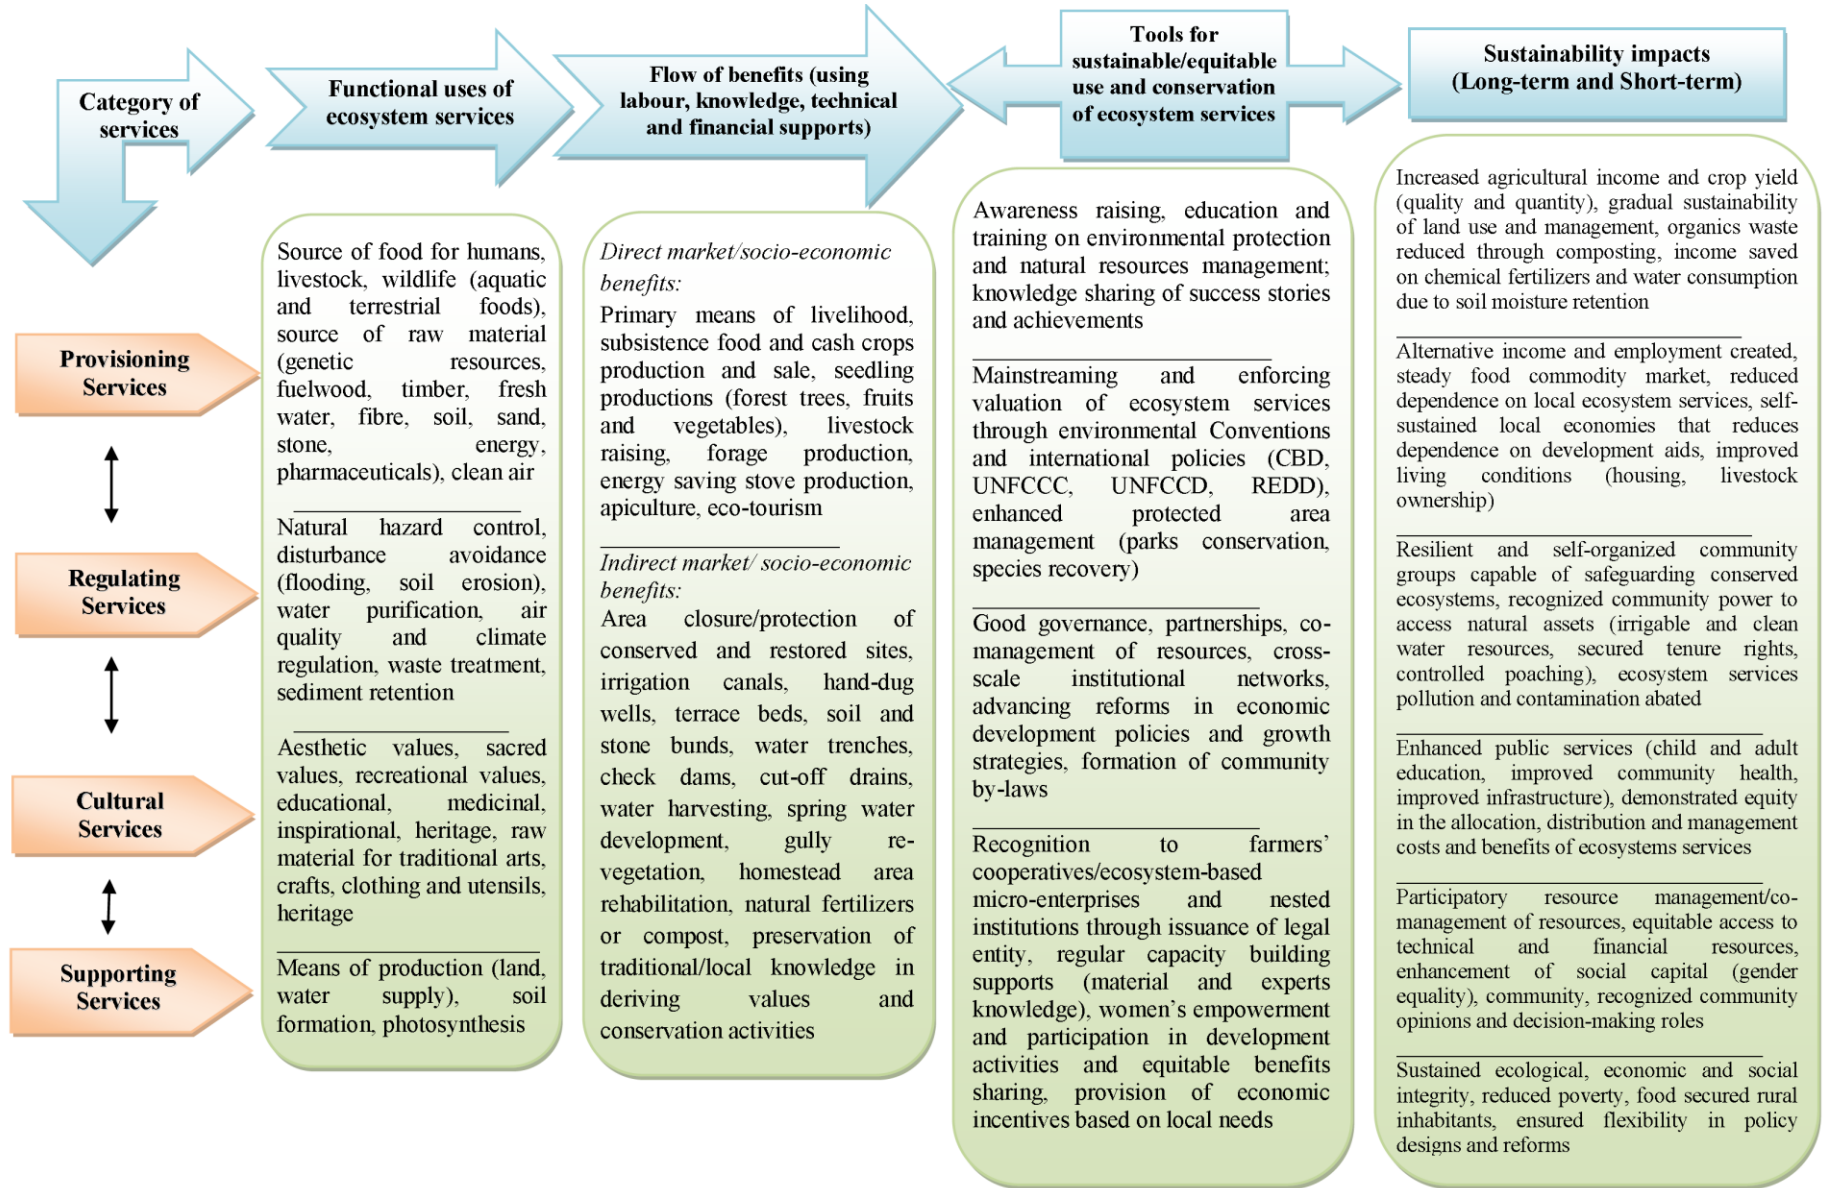 Category of
services
Functional uses of
ecosystem services
Flow of benefits (using
labour, knowledge, technical
and financial supports)
Tools for
sustainable/equitable
use and conservation
of ecosystem services
Sustainability impacts
(Long-term and Short-term)
Provisioning
Services
Regulating
Services
Cultural
Services
Supporting
Services
Source of food for humans,
livestock, wildlife (aquatic
and terrestrial foods),
source of raw material
(genetic resources,
fuelwood, timber, fresh
water, fibre, soil, sand,
stone, energy,
pharmaceuticals), clean air
Natural hazard control,
disturbance avoidance
(flooding, soil erosion),
water purification, air
quality and climate
regulation, waste treatment,
sediment retention
Aesthetic values, sacred
values, recreational values,
educational, medicinal,
inspirational, heritage, raw
material for traditional arts,
crafts, clothing and utensils,
heritage
Means of production (land,
water supply), soil
formation, photosynthesis
Direct market/socio-economic
benefits:
Primary means of livelihood,
subsistence food and cash crops
production and sale, seedling
productions (forest trees, fruits
and vegetables), livestock
raising, forage production,
energy saving stove production,
apiculture, eco-tourism
Indirect market/ socio-economic
benefits:
Area closure/protection of
conserved and restored sites,
irrigation canals, hand-dug
wells, terrace beds, soil and
stone bunds, water trenches,
check dams, cut-off drains,
water harvesting, spring water
development, gully re-
vegetation, homestead area
rehabilitation, natural fertilizers
or compost, preservation of
traditional/local knowledge in
deriving values and
conservation activities
Awareness raising, education and
training on environmental protection
and natural resources management;
knowledge sharing of success stories
and achievements
Mainstreaming and enforcing
valuation of ecosystem services
through environmental Conventions
and international policies (CBD,
UNFCCC, UNFCCD, REDD),
enhanced protected area
management (parks conservation,
species recovery)
Good governance, partnerships, co-
management of resources, cross-
scale institutional networks,
advancing reforms in economic
development policies and growth
strategies, formation of community
by-laws
Recognition to farmers’
cooperatives/ecosystem-based
micro-enterprises and nested
institutions through issuance of legal
entity, regular capacity building
supports (material and experts
knowledge), women’s empowerment
and participation in development
activities and equitable benefits
sharing, provision of economic
incentives based on local needs
Increased agricultural income and crop yield
(quality and quantity), gradual sustainability
of land use and management, organics waste
reduced through composting, income saved
on chemical fertilizers and water consumption
due to soil moisture retention
Alternative income and employment created,
steady food commodity market, reduced
dependence on local ecosystem services, self-
sustained local economies that reduces
dependence on development aids, improved
living conditions (housing, livestock
ownership)
Resilient and self-organized community
groups capable of safeguarding conserved
ecosystems, recognized community power to
access natural assets (irrigable and clean
water resources, secured tenure rights,
controlled poaching), ecosystem services
pollution and contamination abated
Enhanced public services (child and adult
education, improved community health,
improved infrastructure), demonstrated equity
in the allocation, distribution and management
costs and benefits of ecosystems services
Participatory resource management/co-
management of resources, equitable access to
technical and financial resources,
enhancement of social capital (gender
equality), community, recognized community
opinions and decision-making roles
Sustained ecological, economic and social
integrity, reduced poverty, food secured rural
inhabitants, ensured flexibility in policy
designs and reforms